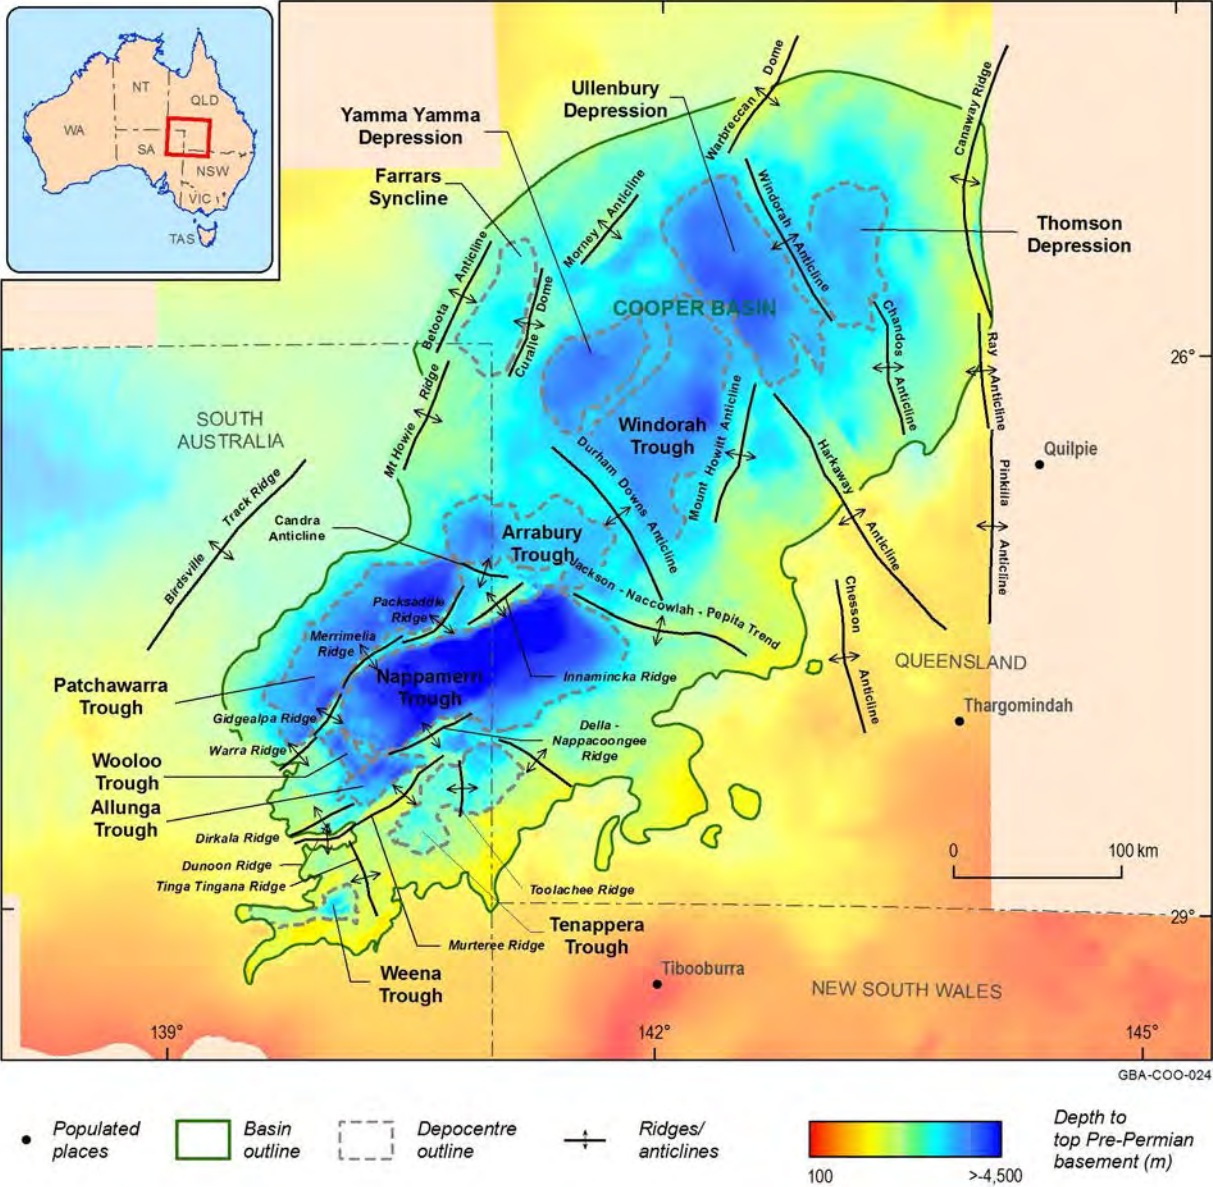 NT
QLD
WA
SA
NSW
VIC
TAS
Warbreccan Dome
Canaway Ridge
Ullenbury
Depression
Yamma Yamma
Depression
Farrars
Syncline
Morney Anticline
Windorah Anticline
Thomson
Depression
Betoota Anticline
Curalle Dome
COOPER BASIN
Chandos Anticline
Ray Anticline
26°
Mt Howie Ridge
SOUTH
AUSTRALIA
Windorah
Trough
Mount Howitt Anticline
Durham Downs Anticline
Harkaway Anticline
Quilpie
Pinkilla Anticline
Birdsville Track Ridge
Candra
Anticline
Arrabury
Trough
Jackson - Naccowlah - Pepita Trend
Chesson Anticline
Packsaddle
Ridge
Merrimelia
Ridge
Nappamerri
Trough
Innamincka Ridge
QUEENSLAND
Patchawarra
Trough
Gidgealpa Ridge
Thargomindah
Warra Ridge
Della -
Nappacoongee
Ridge
Wooloo
Trough
Allunga
Trough
Dirkala Ridge
Dunoon Ridge
Tinga Tingana Ridge
Toolachee Ridge
0 100 km
29°
Tenappera
Trough
Murteree Ridge
Weena
Trough
Tibooburra
NEW SOUTH WALES
139° 142° 145°
GBA-COO-024
Populated
places
Basin
outline
Depocentre
outline
Ridges/
anticlines
100 >-4,500
Depth to
top Pre-Permian
basement (m)